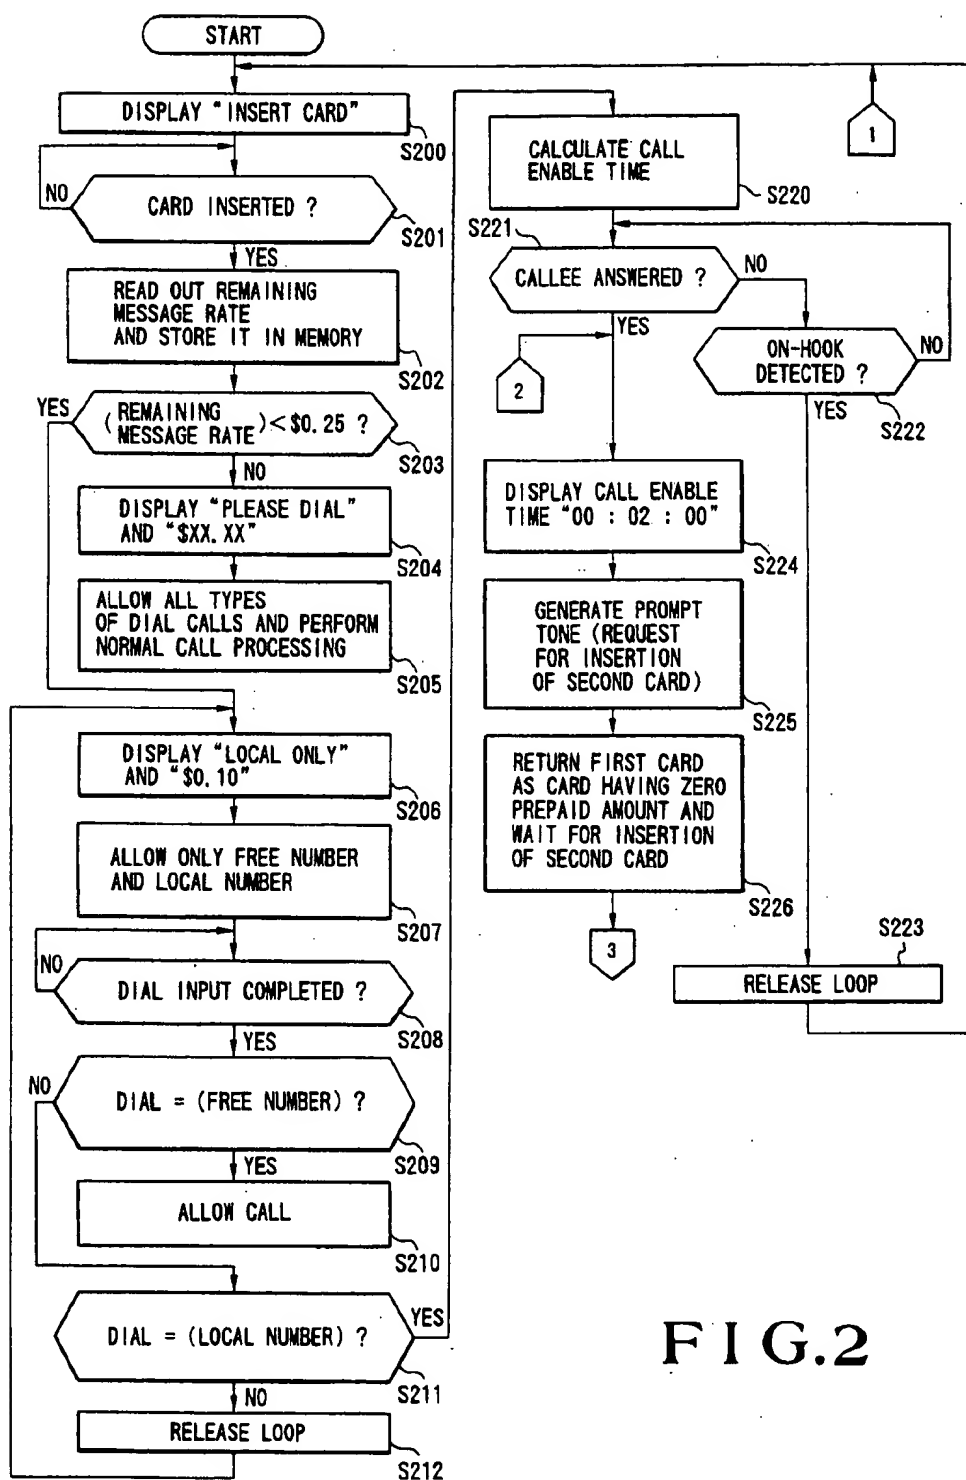 START
DISPLAY "INSERT CARD"
S200
NO
CARD INSERTED ?
S201
YES
READ OUT REMAINING
MESSAGE RATE
AND STORE IT IN MEMORY
S202
YES
(REMAINING
MESSAGE RATE) < $0.25 ?
S203
NO
DISPLAY "PLEASE DIAL"
AND "$XX.XX"
S204
ALLOW ALL TYPES
OF DIAL CALLS AND PERFORM
NORMAL CALL PROCESSING
S205
DISPLAY "LOCAL ONLY"
AND "$0.10"
S206
ALLOW ONLY FREE NUMBER
AND LOCAL NUMBER
S207
NO
DIAL INPUT COMPLETED ?
S208
YES
NO
DIAL = (FREE NUMBER) ?
S209
YES
ALLOW CALL
S210
DIAL = (LOCAL NUMBER) ?
YES
S211
NO
RELEASE LOOP
S212
1
CALCULATE CALL
ENABLE TIME
S220
S221
CALLEE ANSWERED ?
NO
YES
2
ON-HOOK
DETECTED ?
NO
S222
YES
DISPLAY CALL ENABLE
TIME "00 : 02 : 00"
S224
GENERATE PROMPT
TONE (REQUEST
FOR INSERTION
OF SECOND CARD)
S225
RETURN FIRST CARD
AS CARD HAVING ZERO
PREPAID AMOUNT AND
WAIT FOR INSERTION
OF SECOND CARD
S226
3
S223
RELEASE LOOP
FIG.2